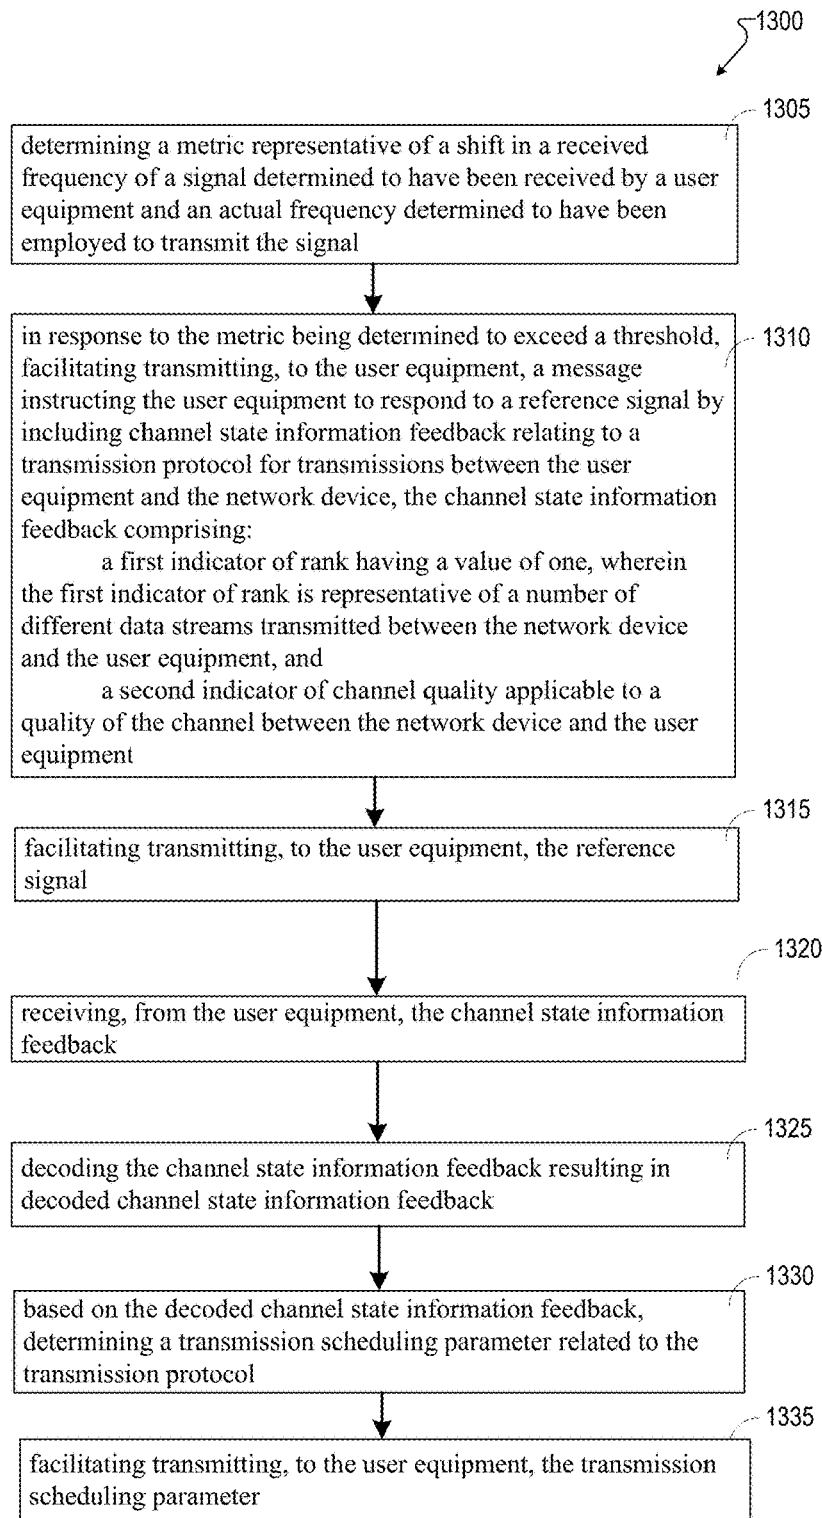 1300
1305
determining a metric representative of a shift in a received
frequency of a signal determined to have been received by a user
equipment and an actual frequency determined to have been
employed to transmit the signal
1310
in response to the metric being determined to exceed a threshold,
facilitating transmitting, to the user equipment, a message
instructing the user equipment to respond to a reference signal by
including channel state information feedback relating to a
transmission protocol for transmissions between the user
equipment and the network device, the channel state information
feedback comprising:
a first indicator of rank having a value of one, wherein
the first indicator of rank is representative of a number of
different data streams transmitted between the network device
and the user equipment, and
a second indicator of channel quality applicable to a
quality of the channel between the network device and the user
equipment
1315
facilitating transmitting, to the user equipment, the reference
signal
1320
receiving, from the user equipment, the channel state information
feedback
1325
decoding the channel state information feedback resulting in
decoded channel state information feedback
1330
based on the decoded channel state information feedback,
determining a transmission scheduling parameter related to the
transmission protocol
1335
facilitating transmitting, to the user equipment, the transmission
scheduling parameter